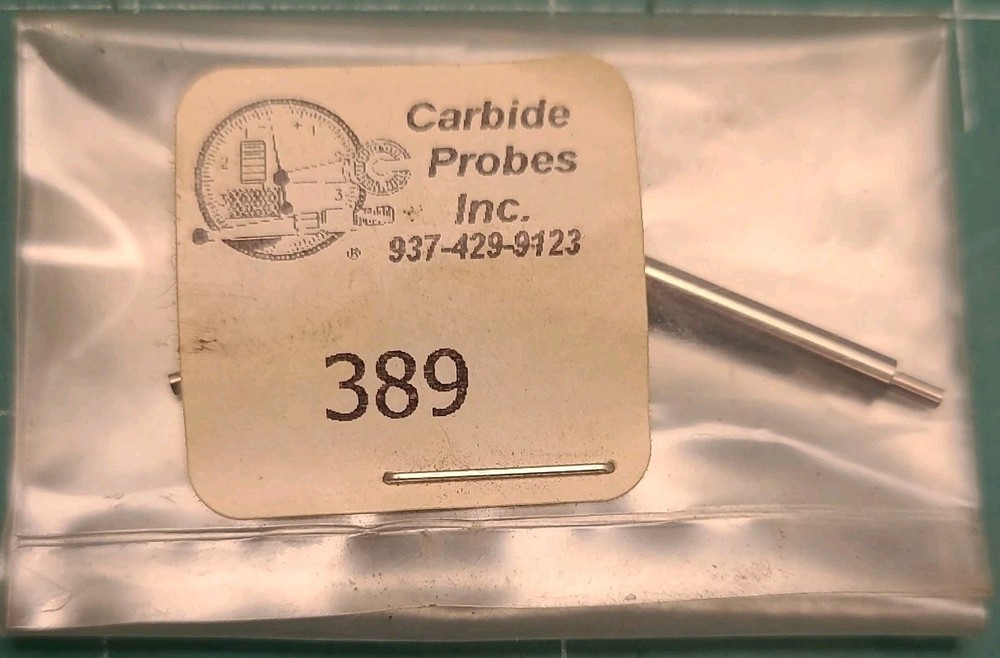 Carbide
Probes
Inc.
937-429-9123
®
389